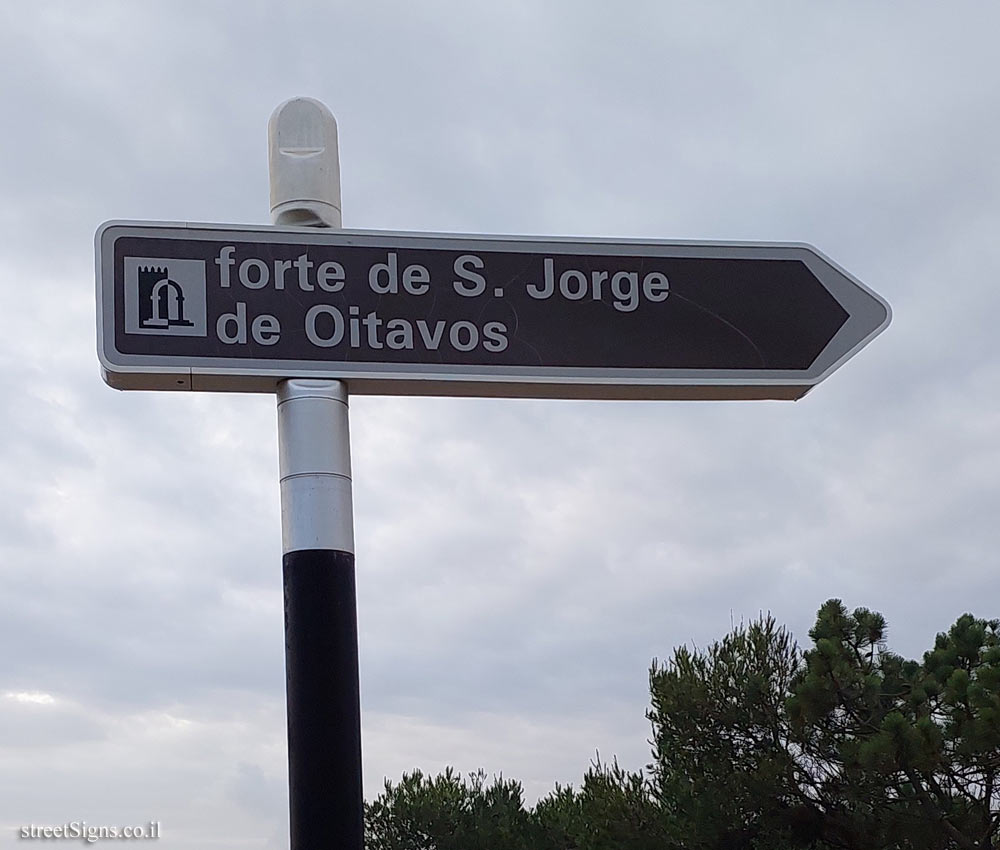 forte de S. Jorge
de Oitavos
streetSigns.co.il